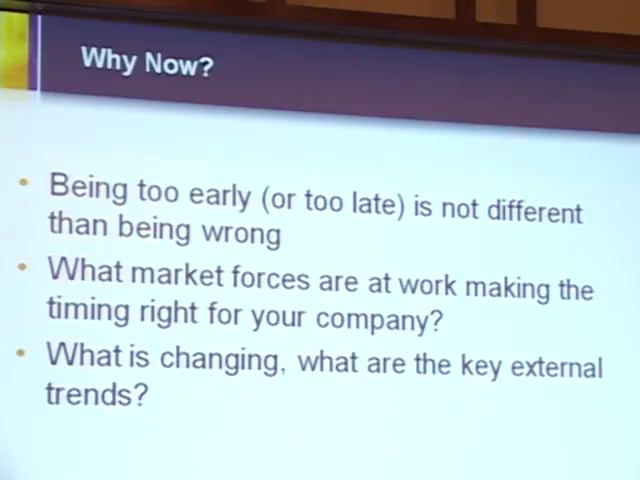 Why Now?
• Being too early (or too late) is not different
than being wrong
• What market forces are at work making the
timing right for your company?
• What is changing, what are the key external
trends?